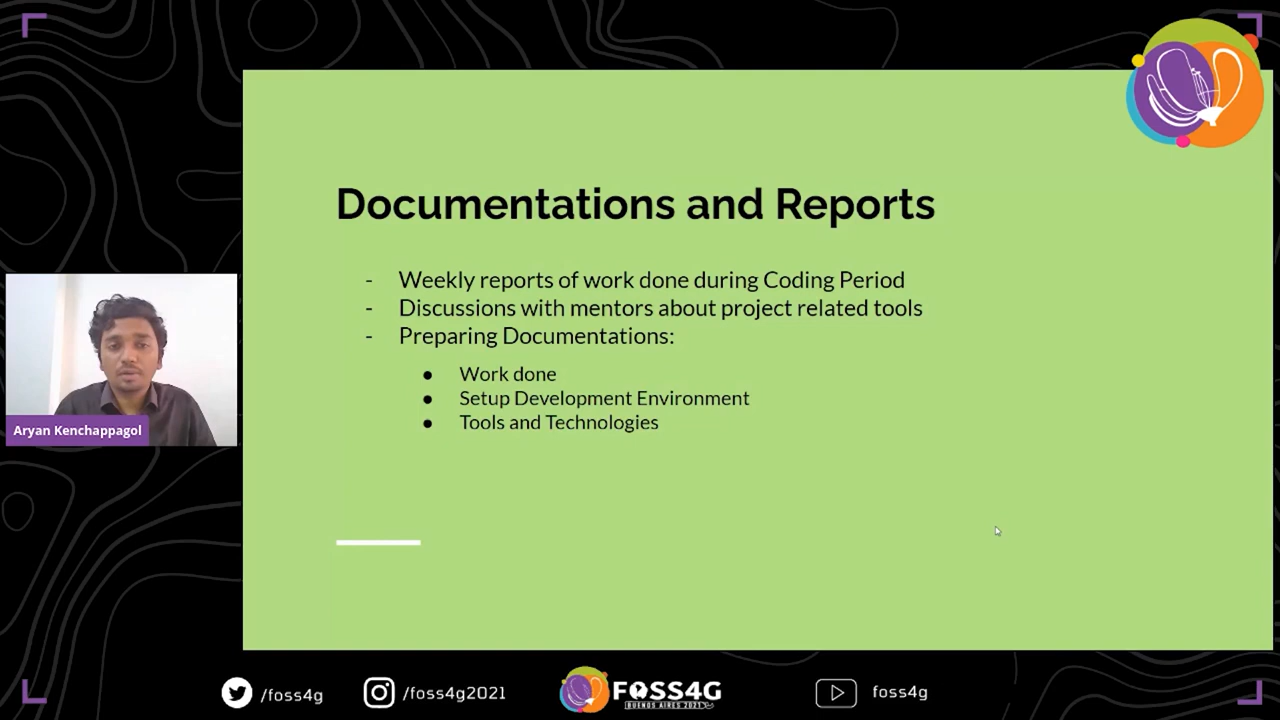 Documentations and Reports
- Weekly reports of work done during Coding Period
- Discussions with mentors about project related tools
- Preparing Documentations:
● Work done
● Setup Development Environment
● Tools and Technologies
Aryan Kenchappagol
/foss4g
/foss4g2021
FOSS4G
BUENOS AIRES 2021
foss4g